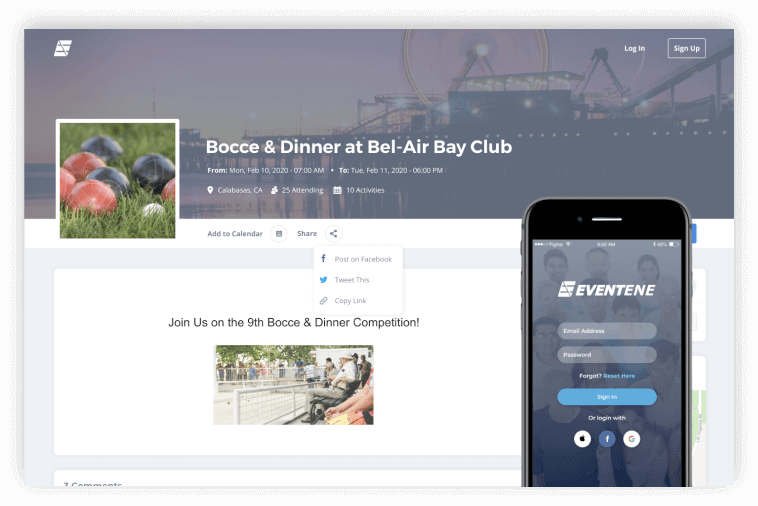 Log In
Sign Up
Bocce & Dinner at Bel-Air Bay Club
From: Mon, Feb 10, 2020 - 07:00 AM • To: Tue, Feb 11, 2020 - 06:00 PM
Calabasas, CA
25 Attending
10 Activities
Add to Calendar
Share
Post on Facebook
Tweet This
Copy Link
Join Us on the 9th Bocce & Dinner Competition!
7 Comments
Figma
9:42 AM
42%
EVENTENE
Email Address
Password
Forgot? Reset Here
Sign In
Or login with
f
G